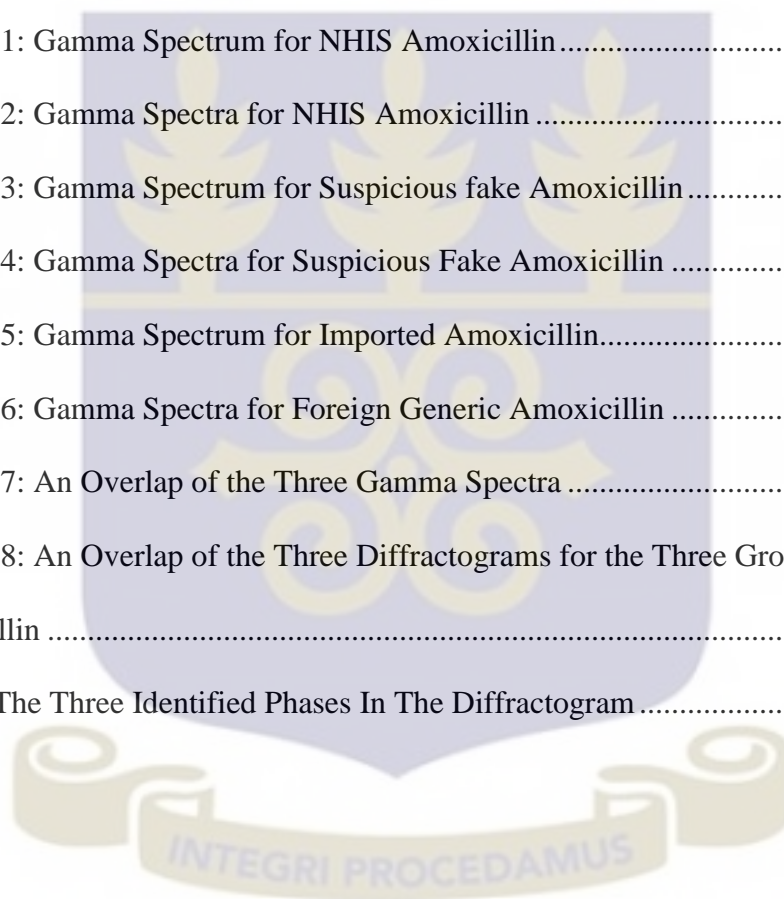 1: Gamma Spectrum for NHIS Amoxicillin..........................
2: Gamma Spectra for NHIS Amoxicillin ............................
3: Gamma Spectrum for Suspicious fake Amoxicillin.............
4: Gamma Spectra for Suspicious Fake Amoxicillin ..............
5: Gamma Spectrum for Imported Amoxicillin.......................
6: Gamma Spectra for Foreign Generic Amoxicillin ..............
7: An Overlap of the Three Gamma Spectra .........................
8: An Overlap of the Three Diffractograms for the Three Gro
llin ....................................................................................
The Three Identified Phases In The Diffractogram ..................
INTEGRI PROCEDAMUS